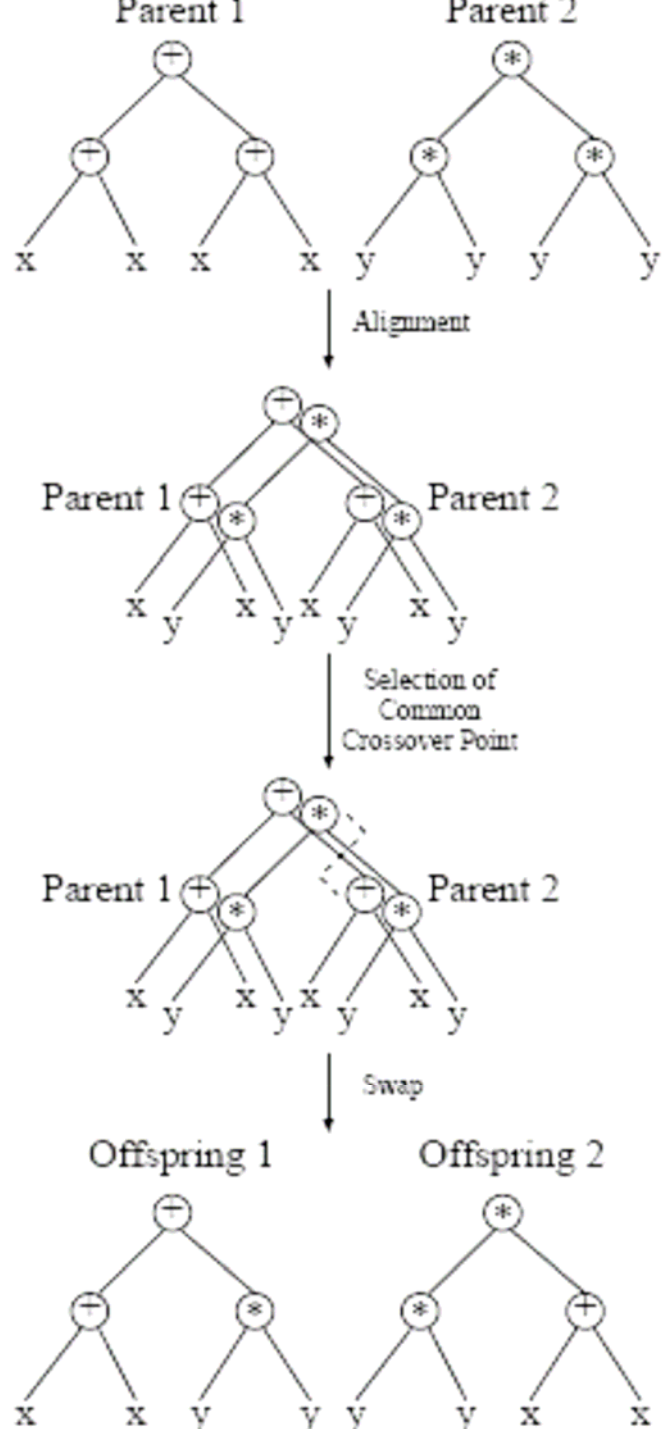 Parent 1 Parent 2
+ *
+ + * *
x x x x y y y y
Alignment
+ *
Parent 1 + * + * Parent 2
x y x y x y x y
Selection of
Common
Crossover Point
+ *
Parent 1 + * + * Parent 2
x y x y x y x y
Swap
Offspring 1 Offspring 2
+ *
+ * * +
x x y y y y x x